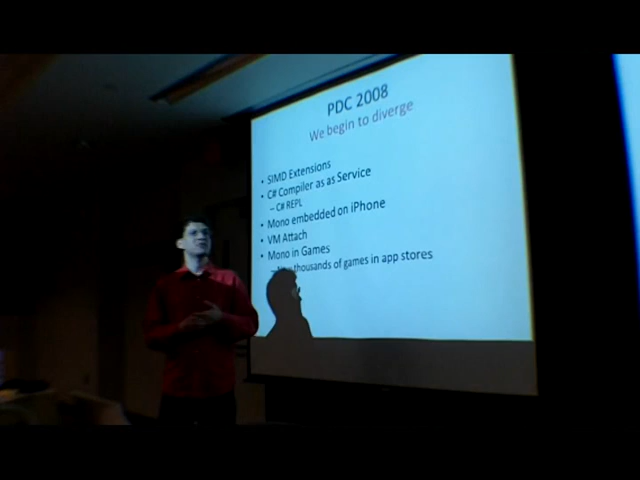 PDC 2008
We begin to diverge
• SIMD Extensions
• C# Compiler as as Service
– C# REPL
• Mono embedded on iPhone
• VM Attach
• Mono in Games
thousands of games in app stores